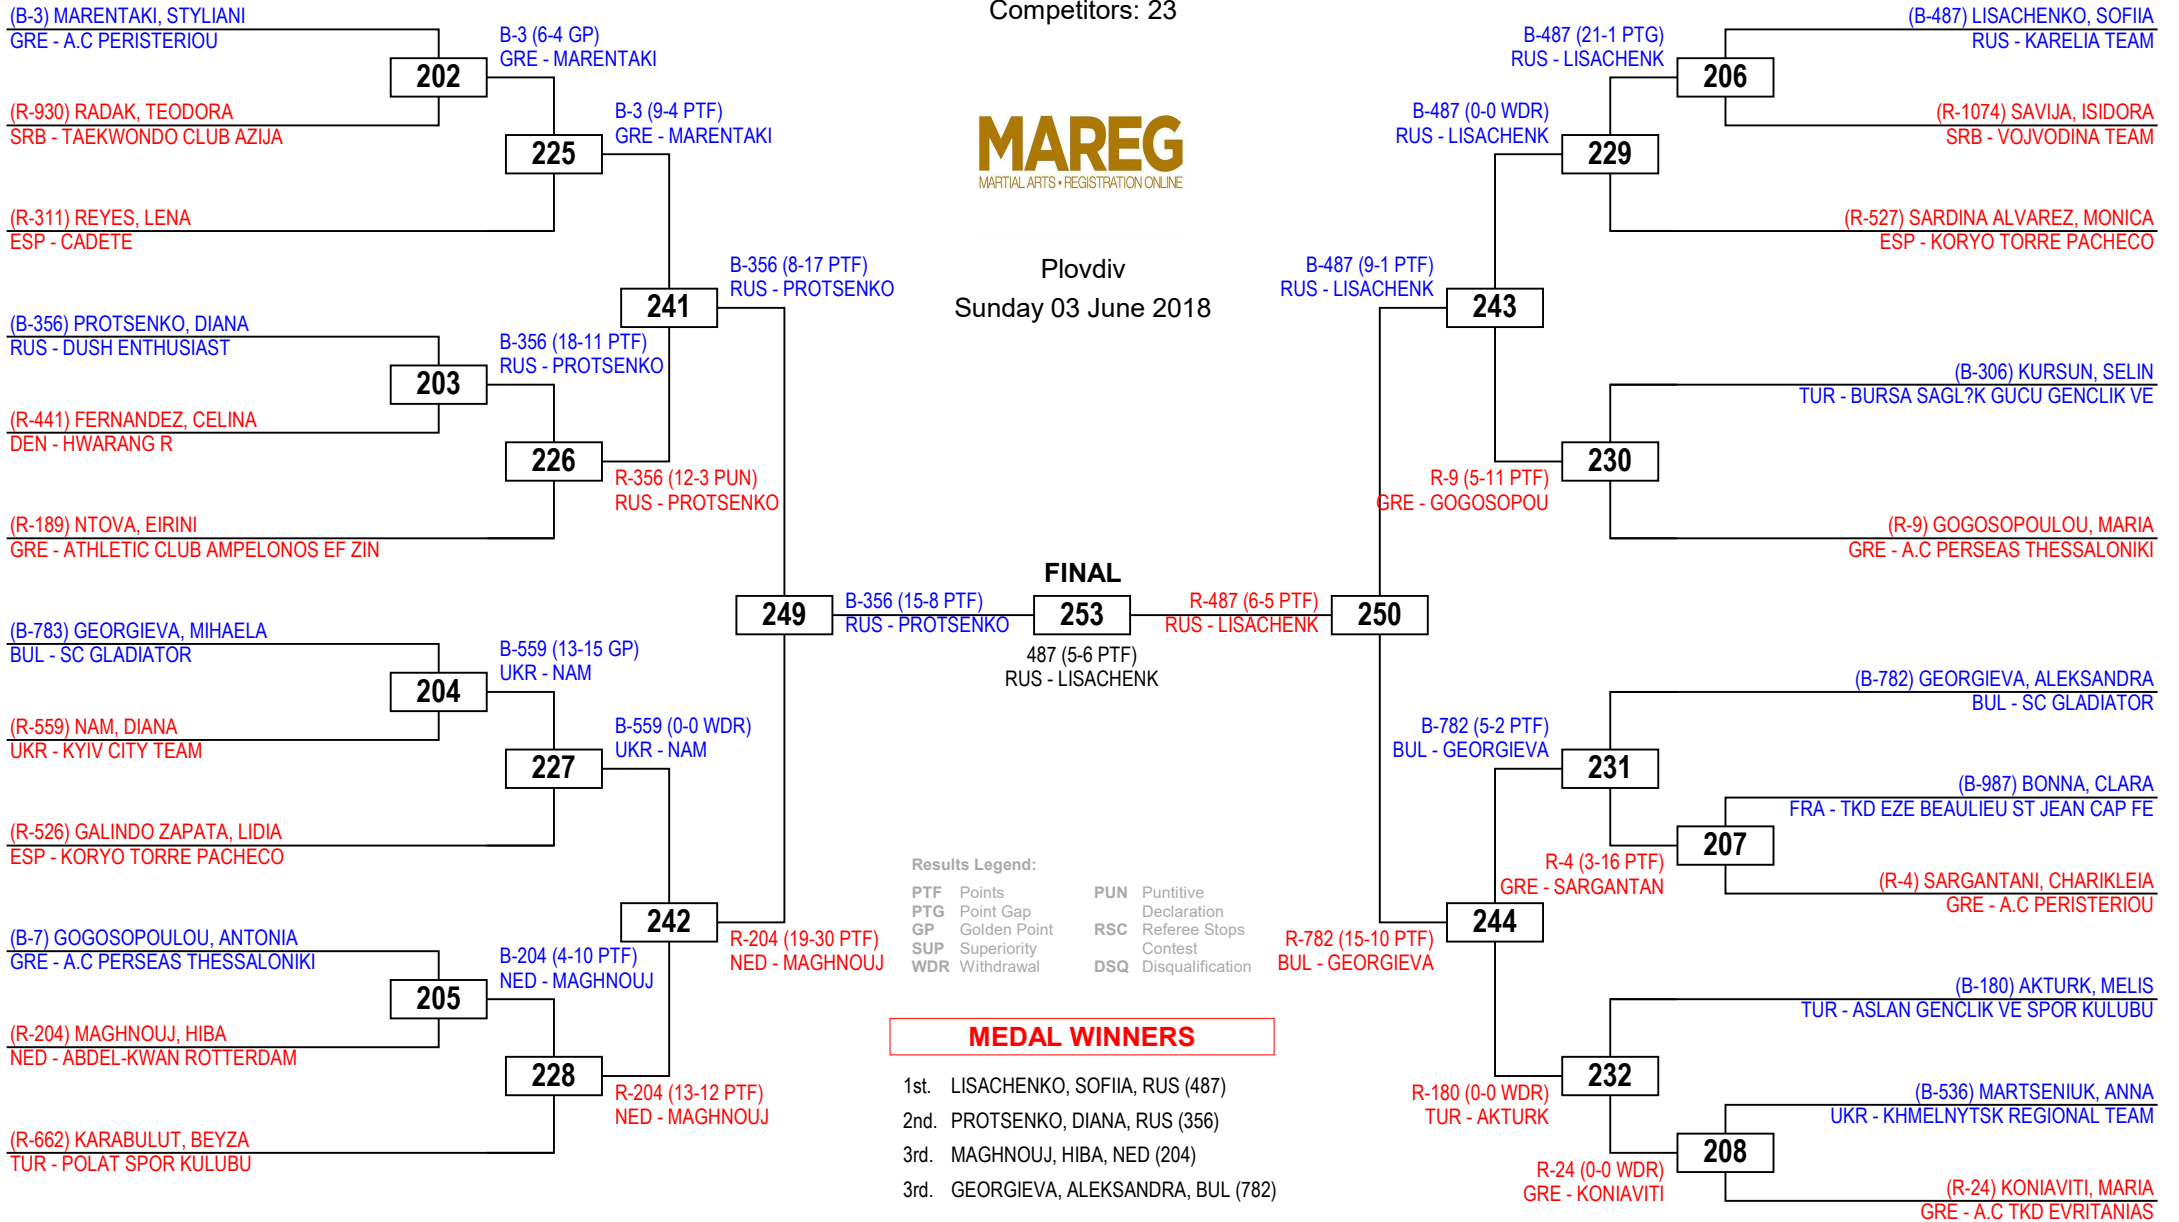 Competitors: 23
MAREG
MARTIAL ARTS • REGISTRATION ONLINE
Plovdiv
Sunday 03 June 2018
(B-3) MARENTAKI, STYLIANI
GRE - A.C PERISTERIOU
202
(R-930) RADAK, TEODORA
SRB - TAEKWONDO CLUB AZIJA
B-3 (6-4 GP)
GRE - MARENTAKI
225
(R-311) REYES, LENA
ESP - CADETE
B-3 (9-4 PTF)
GRE - MARENTAKI
241
(B-356) PROTSENKO, DIANA
RUS - DUSH ENTHUSIAST
203
(R-441) FERNANDEZ, CELINA
DEN - HWARANG R
B-356 (18-11 PTF)
RUS - PROTSENKO
226
(R-189) NTOVA, EIRINI
GRE - ATHLETIC CLUB AMPELONOS EF ZIN
R-356 (12-3 PUN)
RUS - PROTSENKO
B-356 (8-17 PTF)
RUS - PROTSENKO
249
(B-783) GEORGIEVA, MIHAELA
BUL - SC GLADIATOR
204
(R-559) NAM, DIANA
UKR - KYIV CITY TEAM
B-559 (13-15 GP)
UKR - NAM
227
(R-526) GALINDO ZAPATA, LIDIA
ESP - KORYO TORRE PACHECO
B-559 (0-0 WDR)
UKR - NAM
242
(B-7) GOGOSOPOULOU, ANTONIA
GRE - A.C PERSEAS THESSALONIKI
205
(R-204) MAGHNOUJ, HIBA
NED - ABDEL-KWAN ROTTERDAM
B-204 (4-10 PTF)
NED - MAGHNOUJ
228
(R-662) KARABULUT, BEYZA
TUR - POLAT SPOR KULUBU
R-204 (13-12 PTF)
NED - MAGHNOUJ
R-204 (19-30 PTF)
NED - MAGHNOUJ
B-356 (15-8 PTF)
RUS - PROTSENKO
FINAL
253
487 (5-6 PTF)
RUS - LISACHENK
R-487 (6-5 PTF)
RUS - LISACHENK
250
(B-487) LISACHENKO, SOFIIA
RUS - KARELIA TEAM
206
(R-1074) SAVIJA, ISIDORA
SRB - VOJVODINA TEAM
B-487 (21-1 PTG)
RUS - LISACHENK
229
(R-527) SARDINA ALVAREZ, MONICA
ESP - KORYO TORRE PACHECO
B-487 (0-0 WDR)
RUS - LISACHENK
243
B-487 (9-1 PTF)
RUS - LISACHENK
(B-306) KURSUN, SELIN
TUR - BURSA SAGL?K GUCU GENCLIK VE
230
(R-9) GOGOSOPOULOU, MARIA
GRE - A.C PERSEAS THESSALONIKI
R-9 (5-11 PTF)
GRE - GOGOSOPOU
(B-782) GEORGIEVA, ALEKSANDRA
BUL - SC GLADIATOR
231
B-782 (5-2 PTF)
BUL - GEORGIEVA
(B-987) BONNA, CLARA
FRA - TKD EZE BEAULIEU ST JEAN CAP FE
207
(R-4) SARGANTANI, CHARIKLEIA
GRE - A.C PERISTERIOU
R-4 (3-16 PTF)
GRE - SARGANTAN
244
R-782 (15-10 PTF)
BUL - GEORGIEVA
(B-180) AKTURK, MELIS
TUR - ASLAN GENCLIK VE SPOR KULUBU
232
R-180 (0-0 WDR)
TUR - AKTURK
(B-536) MARTSENIUK, ANNA
UKR - KHMELNYTSK REGIONAL TEAM
208
(R-24) KONIAVITI, MARIA
GRE - A.C TKD EVRITANIAS
R-24 (0-0 WDR)
GRE - KONIAVITI
Results Legend:
PTF Points
PTG Point Gap
GP Golden Point
SUP Superiority
WDR Withdrawal
PUN Puntitive
Declaration
RSC Referee Stops
Contest
DSQ Disqualification
MEDAL WINNERS
1st. LISACHENKO, SOFIIA, RUS (487)
2nd. PROTSENKO, DIANA, RUS (356)
3rd. MAGHNOUJ, HIBA, NED (204)
3rd. GEORGIEVA, ALEKSANDRA, BUL (782)